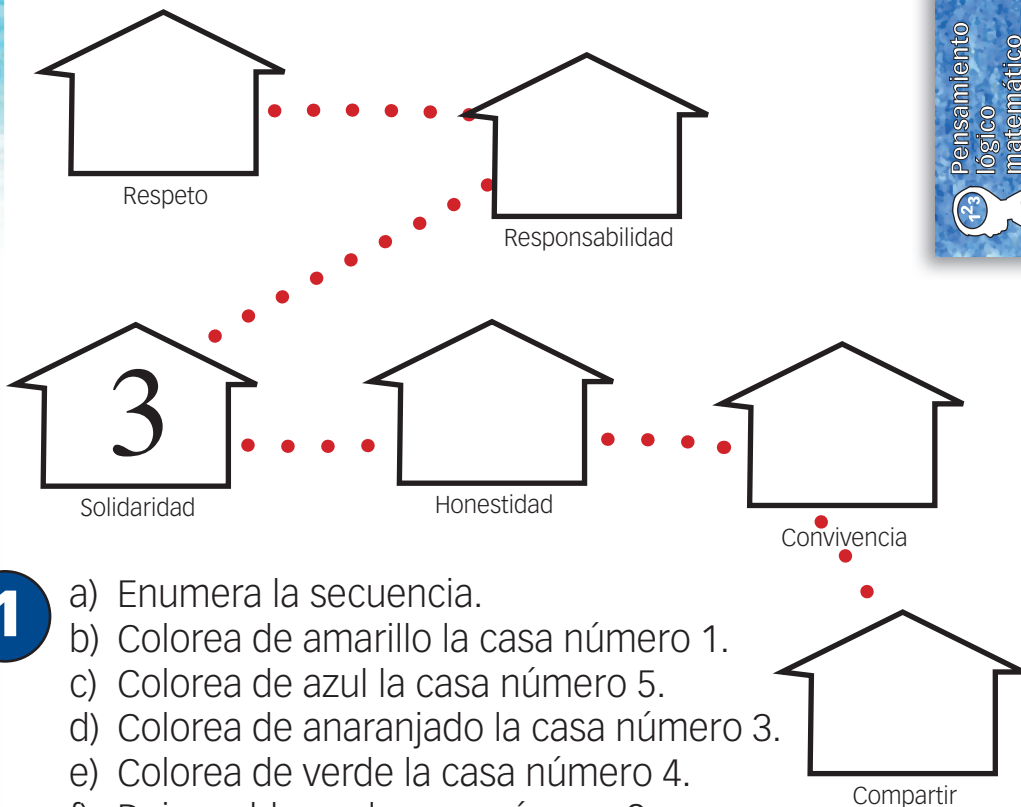 Pensamiento
lógico
matemático
123
Respeto
Responsabilidad
3
Solidaridad
Honestidad
Convivencia
1
a) Enumera la secuencia.
b) Colorea de amarillo la casa número 1.
c) Colorea de azul la casa número 5.
d) Colorea de anaranjado la casa número 3.
e) Colorea de verde la casa número 4.
Compartir